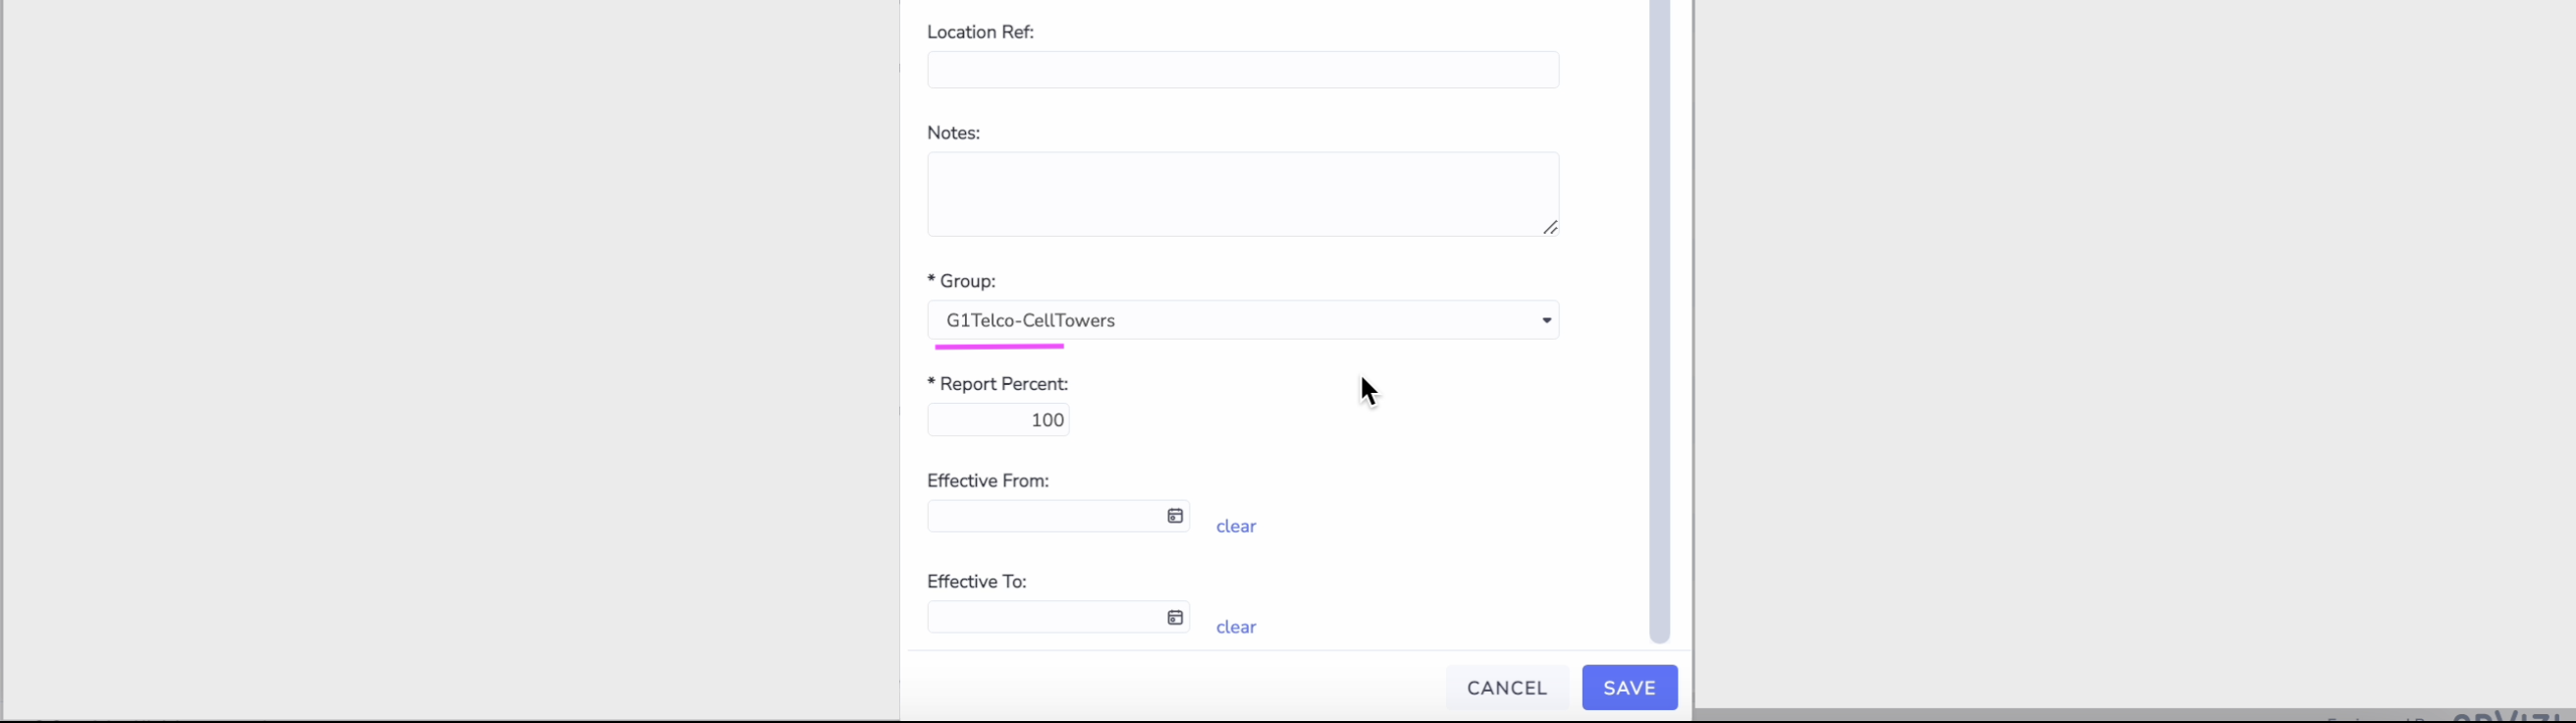 Location Ref:
Notes:
* Group:
G1Telco-CellTowers
* Report Percent:
100
Effective From:
clear
Effective To:
clear
CANCEL SAVE